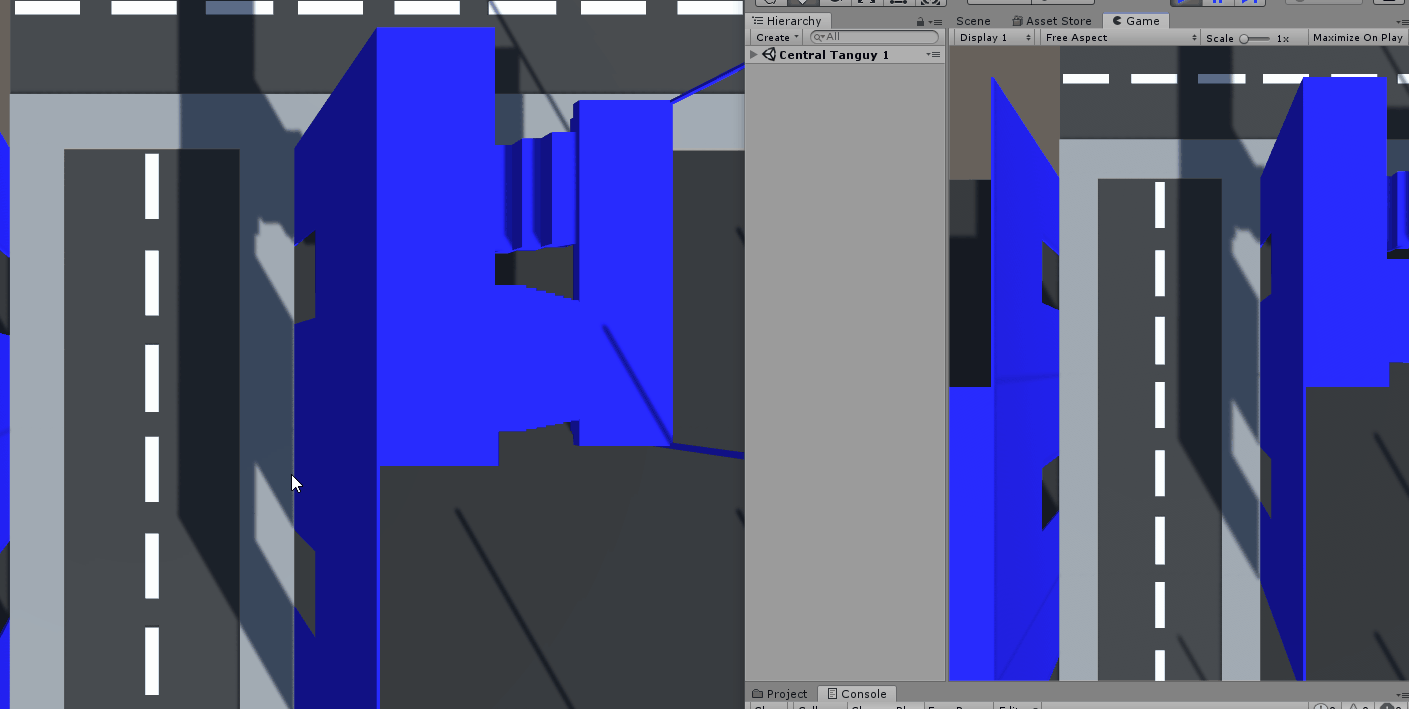 Hierarchy
Create
All
Central Tanguy 1
Scene
Asset Store
Game
Display 1
Free Aspect
Scale
1x
Maximize On Play
Project
Console